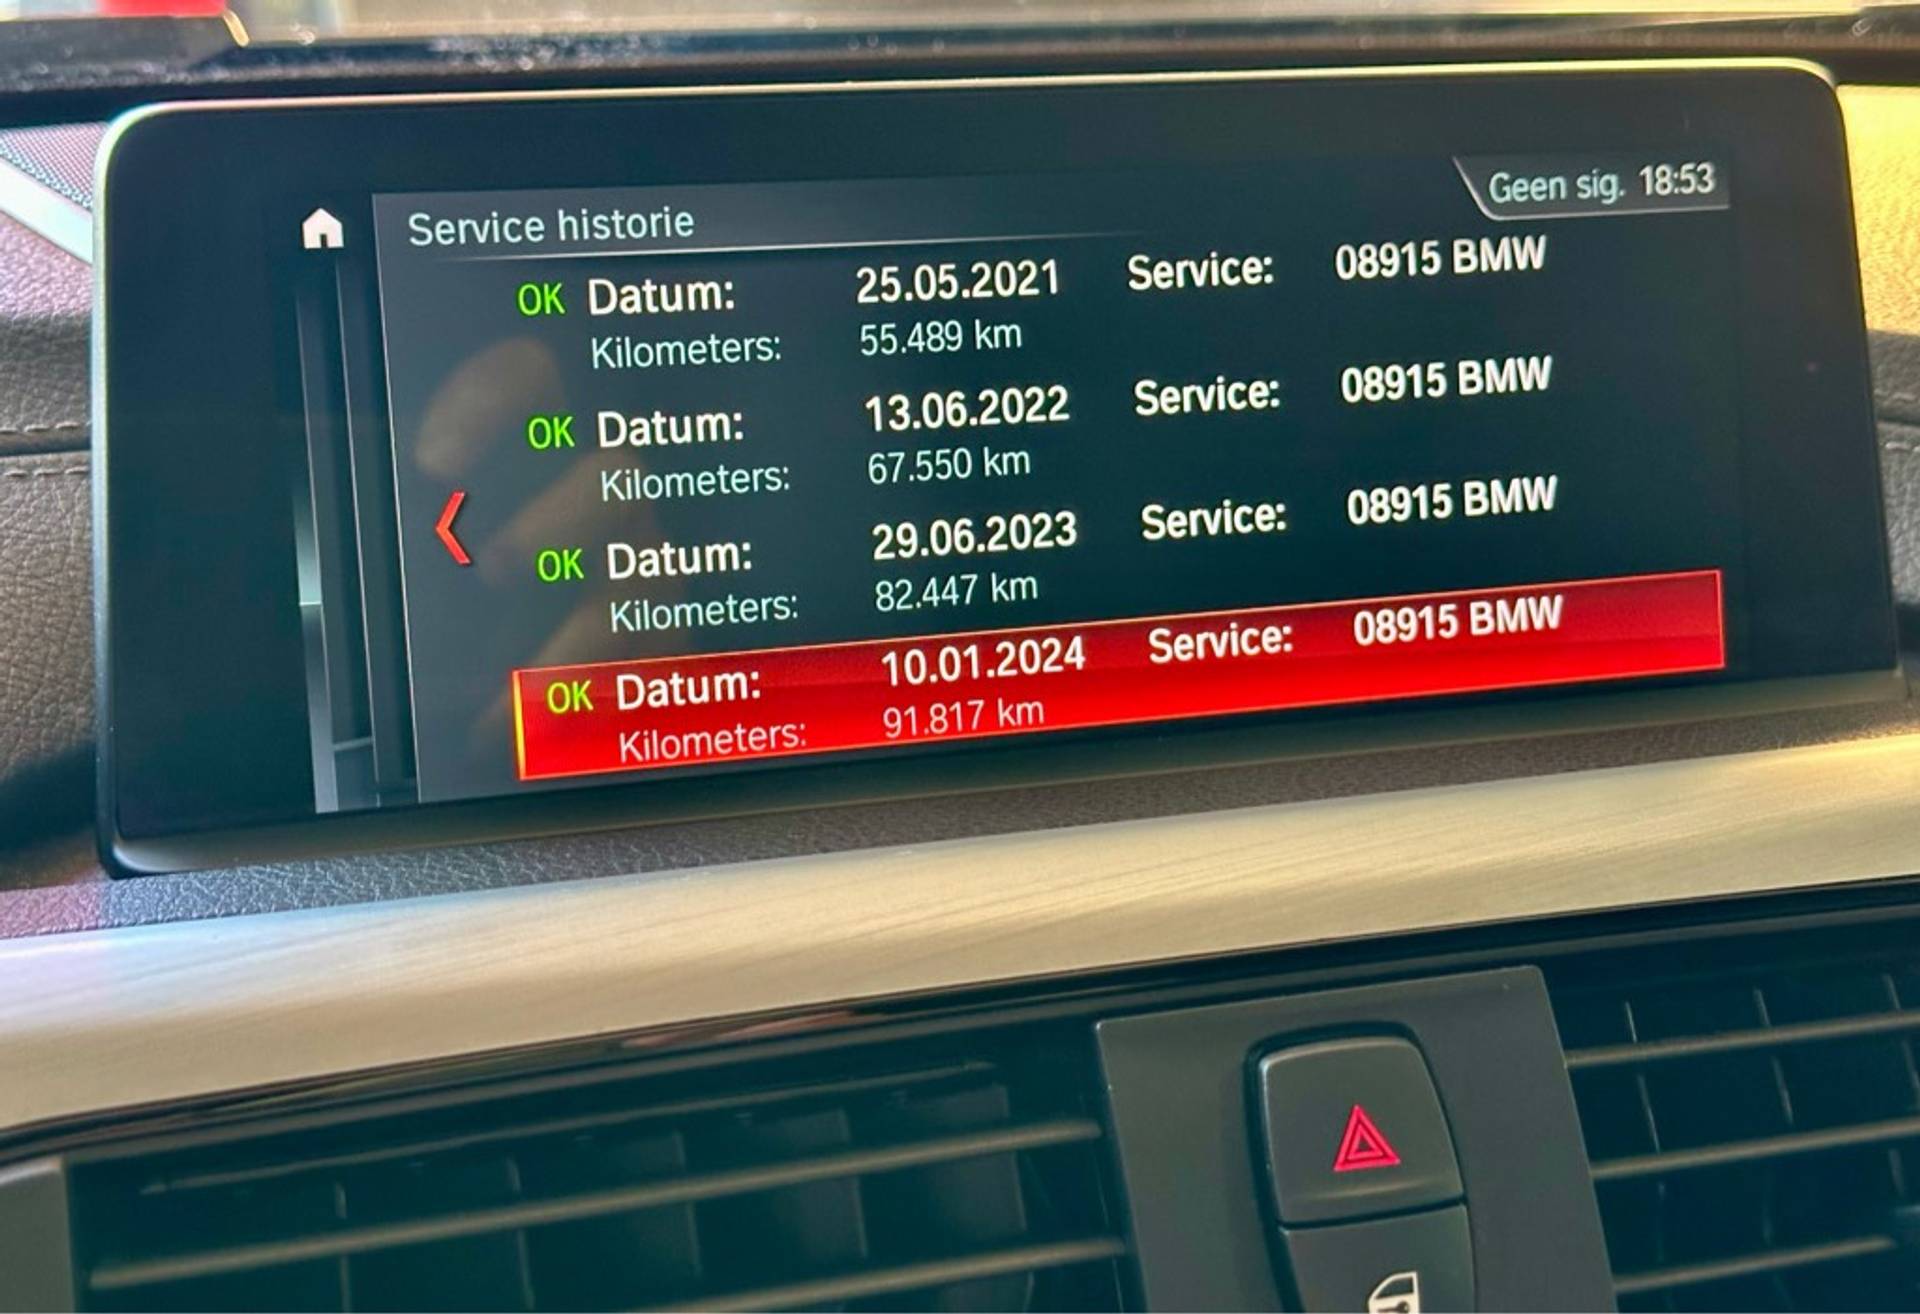 Geen sig. 18:53
Service historie
OK Datum: 25.05.2021 Service: 08915 BMW
Kilometers: 55.489 km
OK Datum: 13.06.2022 Service: 08915 BMW
Kilometers: 67.550 km
OK Datum: 29.06.2023 Service: 08915 BMW
Kilometers: 82.447 km
OK Datum: 10.01.2024 Service: 08915 BMW
Kilometers: 91.817 km